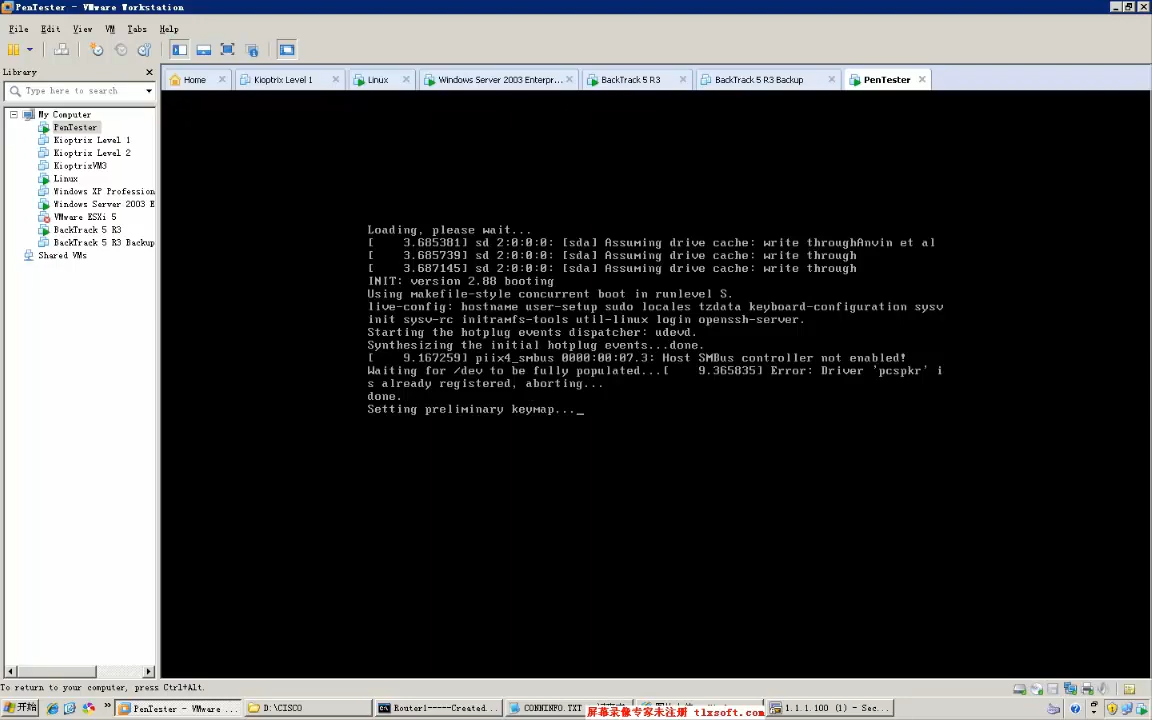 PenTester - VMware Workstation
File Edit View VM Tabs Help
Library
Type here to search
Home
Kioptrix Level 1
Linux
Windows Server 2003 Enterpr...
BackTrack 5 R3
BackTrack 5 R3 Backup
PenTester
My Computer
PenTester
Kioptrix Level 1
Kioptrix Level 2
KioptrixVM3
Linux
Windows XP Profession
Windows Server 2003 E
VMware ESXi 5
BackTrack 5 R3
BackTrack 5 R3 Backup
Shared VMs
Loading, please wait...
[    3.685381] sd 2:0:0:0: [sda] Assuming drive cache: write throughAnvin et al
[    3.685739] sd 2:0:0:0: [sda] Assuming drive cache: write through
[    3.687145] sd 2:0:0:0: [sda] Assuming drive cache: write through
INIT: version 2.88 booting
Using makefile-style concurrent boot in runlevel S.
live-config: hostname user-setup sudo locales tzdata keyboard-configuration sysv
init sysv-rc initramfs-tools util-linux login openssh-server.
Starting the hotplug events dispatcher: udevd.
Synthesizing the initial hotplug events...done.
[    9.167259] piix4_smbus 0000:00:07.3: Host SMBus controller not enabled!
Waiting for /dev to be fully populated...[    9.365835] Error: Driver 'pcspkr' i
s already registered, aborting...
done.
Setting preliminary keymap..._
To return to your computer, press Ctrl+Alt.
开始
PenTester - VMware ...
D:\CISCO
Router1-----Created...
CONNINFO.TXT
屏幕录像专家未注册 tlxsoft.com
1.1.1.100 (1) - Sec...